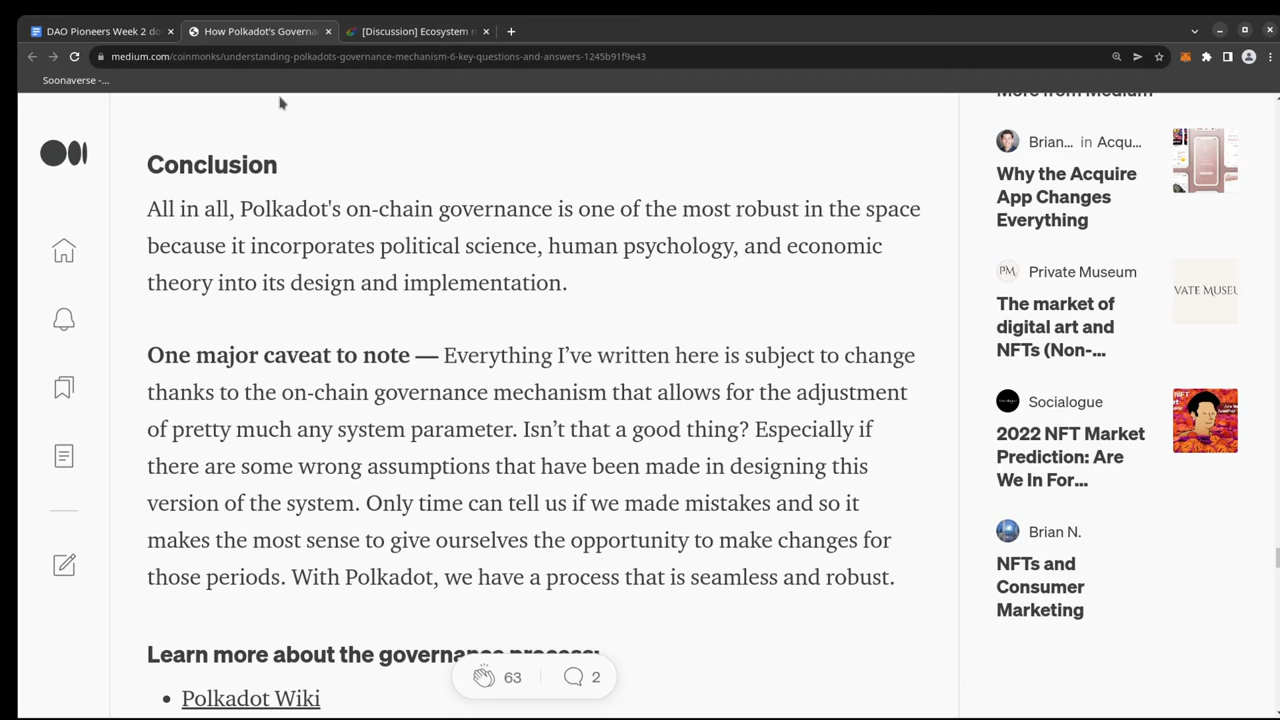 DAO Pioneers Week 2 do
How Polkadot's Governa
[Discussion] Ecosystem
medium.com/coinmonks/understanding-polkadots-governance-mechanism-6-key-questions-and-answers-1245b91f9e43
Soonaverse -...
Conclusion
All in all, Polkadot's on-chain governance is one of the most robust in the space
because it incorporates political science, human psychology, and economic
theory into its design and implementation.
One major caveat to note — Everything I’ve written here is subject to change
thanks to the on-chain governance mechanism that allows for the adjustment
of pretty much any system parameter. Isn’t that a good thing? Especially if
there are some wrong assumptions that have been made in designing this
version of the system. Only time can tell us if we made mistakes and so it
makes the most sense to give ourselves the opportunity to make changes for
those periods. With Polkadot, we have a process that is seamless and robust.
Learn more about the governance process:
63
2
• Polkadot Wiki
More from Medium
Brian... in Acqu...
Why the Acquire
App Changes
Everything
PM.
Private Museum
The market of
digital art and
NFTs (Non-...
VATE MUSEU
Socialogue
2022 NFT Market
Prediction: Are
We In For...
Brian N.
NFTs and
Consumer
Marketing